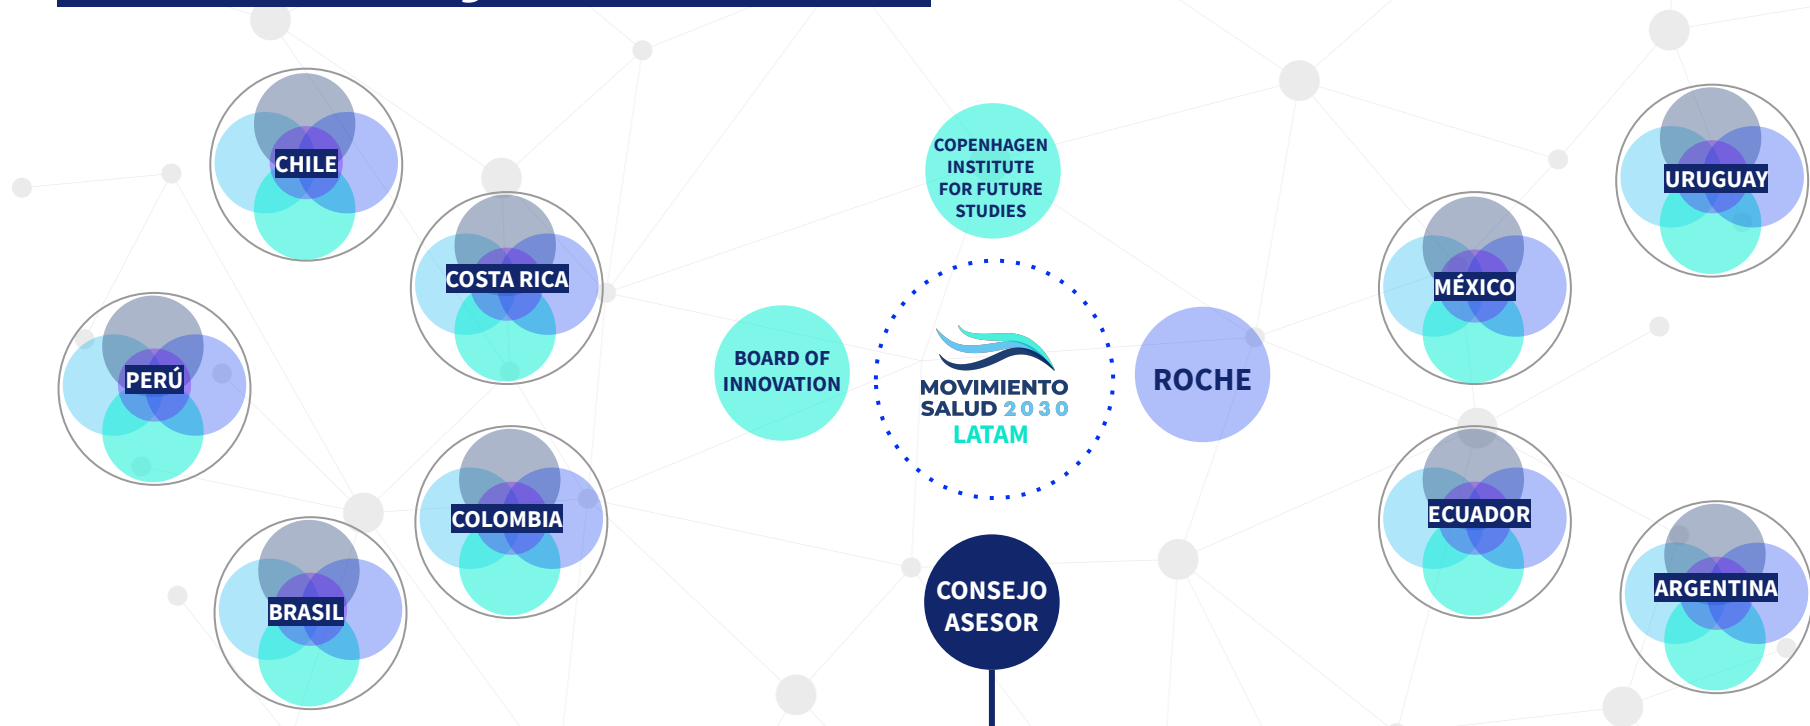 CHILE
COSTA RICA
PERÚ
COLOMBIA
BRASIL
COPENHAGEN
INSTITUTE
FOR FUTURE
STUDIES
BOARD OF
INNOVATION
MOVIMIENTO
SALUD 2030
LATAM
ROCHE
CONSEJO
ASESOR
URUGUAY
MÉXICO
ECUADOR
ARGENTINA